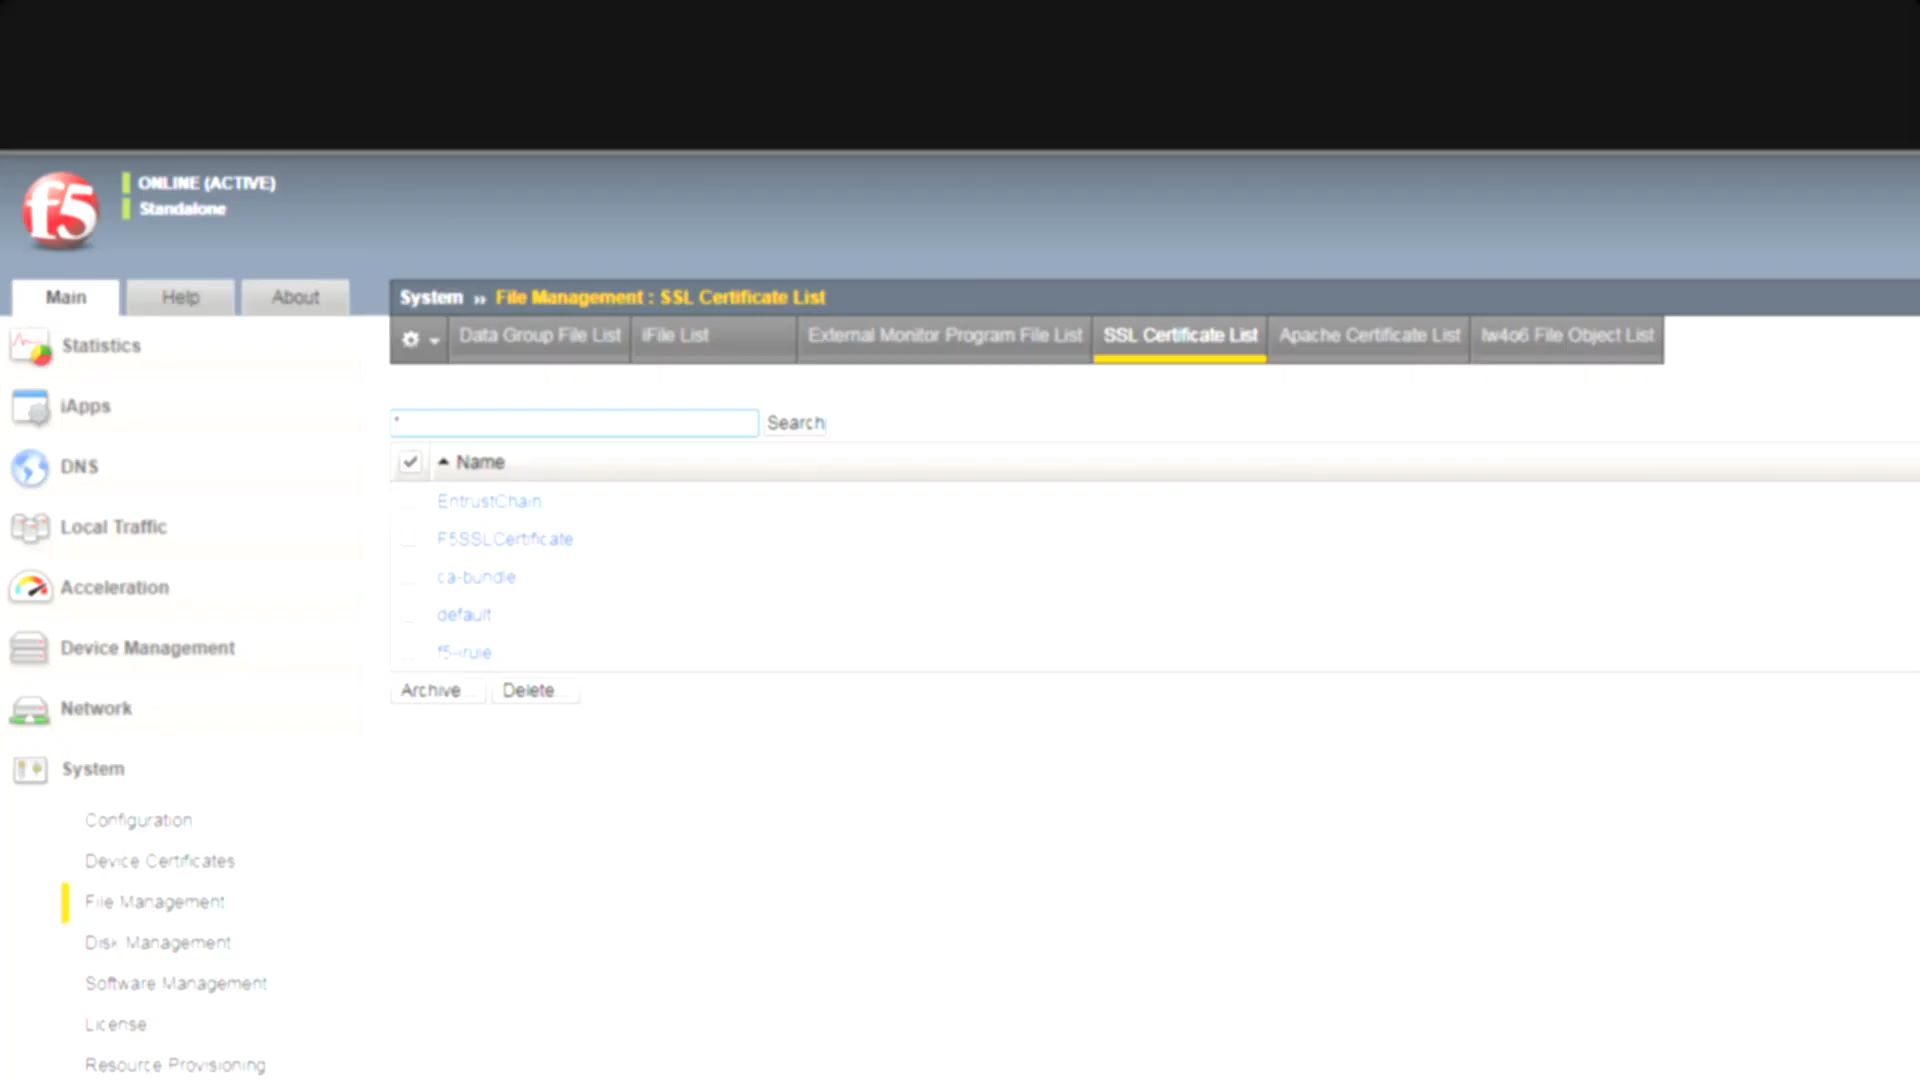 f5
ONLINE (ACTIVE)
Standalone
Main
Help
About
System » File Management : SSL Certificate List
Data Group File List
iFile List
External Monitor Program File List
SSL Certificate List
Apache Certificate List
lw4o6 File Object List
Statistics
iApps
DNS
Local Traffic
Acceleration
Device Management
Network
System
Configuration
Device Certificates
File Management
Disk Management
Software Management
License
Resource Provisioning
*
Search
Name
EntrustChain
F5SSLCertificate
ca-bundle
default
f5-irule
Archive...
Delete...